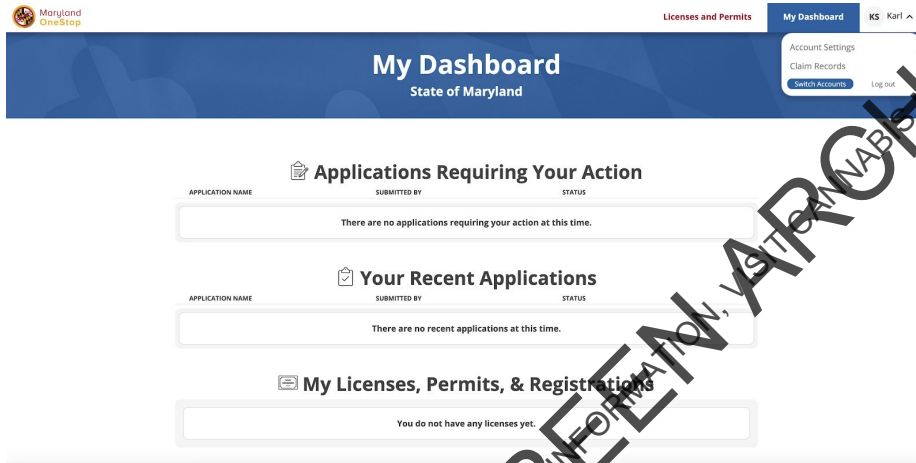 Maryland
OneStop
Licenses and Permits
My Dashboard
KS Karl
Account Settings
Claim Records
Switch Accounts Log out
My Dashboard
State of Maryland
Applications Requiring Your Action
APPLICATION NAME SUBMITTED BY STATUS
There are no applications requiring your action at this time.
Your Recent Applications
APPLICATION NAME SUBMITTED BY STATUS
There are no recent applications at this time.
My Licenses, Permits, & Registrations
You do not have any licenses yet.